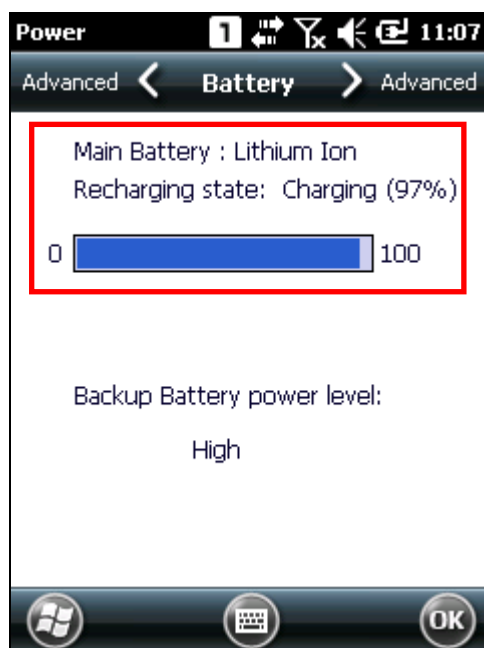 Power 1 11:07
Advanced Battery Advanced
Main Battery : Lithium Ion
Recharging state: Charging (97%)
0 100
Backup Battery power level:
High
OK